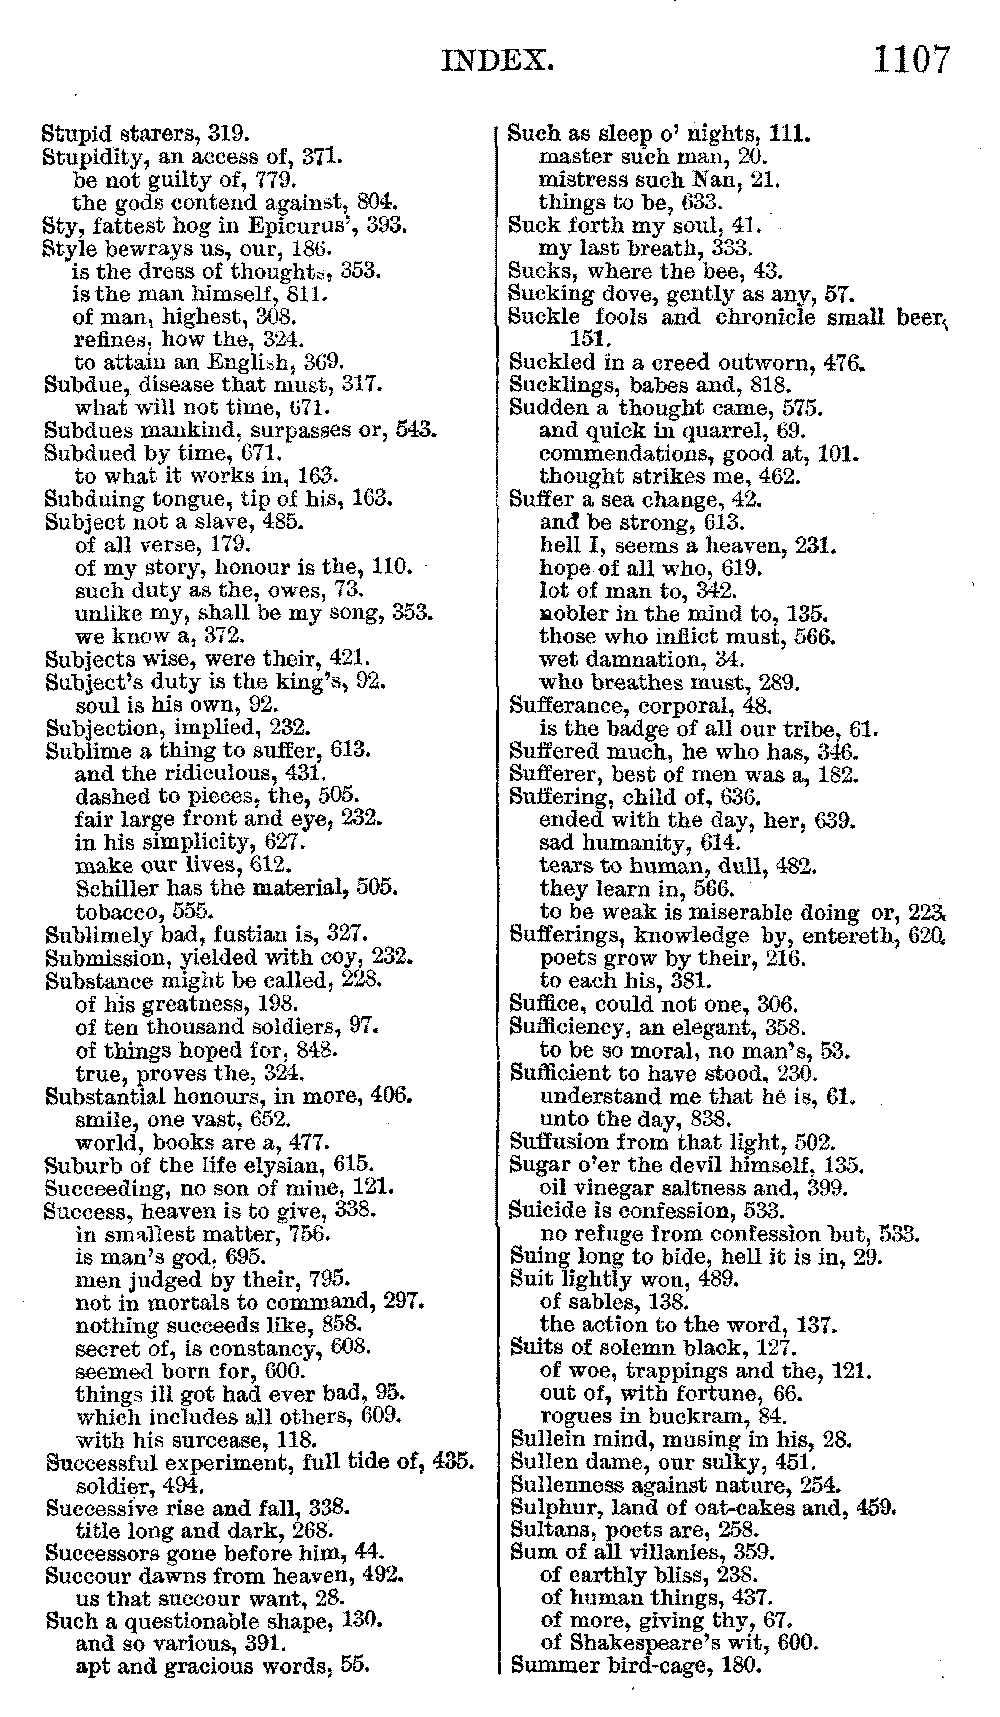 INDEX. 1107
Stupid starers, 319.
Stupidity, an access of, 371.
be not guilty of, 779.
the gods contend against, 804.
Sty, fattest hog in Epicurus', 393.
Style bewrays us, our, 186.
is the dress of thoughts, 353.
is the man himself, 811.
of man, highest, 308.
refines, how the, 324.
to attain an English, 369.
Subdue, disease that must, 317.
what will not time, 671.
Subdues mankind, surpasses or, 543.
Subdued by time, 671.
to what it works in, 163.
Subduing tongue, tip of his, 163.
Subject not a slave, 485.
of all verse, 179.
of my story, honour is the, 110.
such duty as the, owes, 73.
unlike my, shall be my song, 353.
we know a, 372.
Subjects wise, were their, 421.
Subject's duty is the king's, 92.
soul is his own, 92.
Subjection, implied, 232.
Sublime a thing to suffer, 613.
and the ridiculous, 431.
dashed to pieces, the, 505.
fair large front and eye, 232.
in his simplicity, 627.
make our lives, 612.
Schiller has the material, 505.
tobacco, 555.
Sublimely bad, fustian is, 327.
Submission, yielded with coy, 232.
Substance might be called, 228.
of his greatness, 198.
of ten thousand soldiers, 97.
of things hoped for, 848.
true, proves the, 324.
Substantial honours, in more, 406.
smile, one vast, 652.
world, books are a, 477.
Suburb of the life elysian, 615.
Succeeding, no son of mine, 121.
Success, heaven is to give, 338.
in smallest matter, 756.
is man's god, 695.
men judged by their, 795.
not in mortals to command, 297.
nothing succeeds like, 858.
secret of, is constancy, 608.
seemed born for, 600.
things ill got had ever bad, 95.
which includes all others, 609.
with his surcease, 118.
Successful experiment, full tide of, 435.
soldier, 494.
Successive rise and fall, 338.
title long and dark, 268.
Successors gone before him, 44.
Succour dawns from heaven, 492.
us that succour want, 28.
Such a questionable shape, 130.
and so various, 391.
apt and gracious words, 55.
Such as sleep o' nights, 111.
master such man, 20.
mistress such Nan, 21.
things to be, 633.
Suck forth my soul, 41.
my last breath, 333.
Sucks, where the bee, 43.
Sucking dove, gently as any, 57.
Suckle fools and chronicle small beer,
151.
Suckled in a creed outworn, 476.
Sucklings, babes and, 818.
Sudden a thought came, 575.
and quick in quarrel, 69.
commendations, good at, 101.
thought strikes me, 462.
Suffer a sea change, 42.
and be strong, 613.
hell I, seems a heaven, 231.
hope of all who, 619.
lot of man to, 342.
nobler in the mind to, 135.
those who inflict must, 566.
wet damnation, 34.
who breathes must, 289.
Sufferance, corporal, 48.
is the badge of all our tribe, 61.
Suffered much, he who has, 346.
Sufferer, best of men was a, 182.
Suffering, child of, 636.
ended with the day, her, 639.
sad humanity, 614.
tears to human, dull, 482.
they learn in, 566.
to be weak is miserable doing or, 223.
Sufferings, knowledge by, entereth, 620.
poets grow by their, 216.
to each his, 381.
Suffice, could not one, 306.
Sufficiency, an elegant, 358.
to be so moral, no man's, 53.
Sufficient to have stood, 230.
understand me that he is, 61.
unto the day, 838.
Suffusion from that light, 502.
Sugar o'er the devil himself, 135.
oil vinegar saltness and, 399.
Suicide is confession, 533.
no refuge from confession but, 533.
Suing long to bide, hell it is in, 29.
Suit lightly won, 489.
of sables, 138.
the action to the word, 137.
Suits of solemn black, 127.
of woe, trappings and the, 121.
out of, with fortune, 66.
rogues in buckram, 84.
Sullein mind, musing in his, 28.
Sullen dame, our sulky, 451.
Sullenness against nature, 254.
Sulphur, land of oat-cakes and, 459.
Sultans, poets are, 258.
Sum of all villanies, 359.
of earthly bliss, 238.
of human things, 437.
of more, giving thy, 67.
of Shakespeare's wit, 600.
Summer bird-cage, 180.